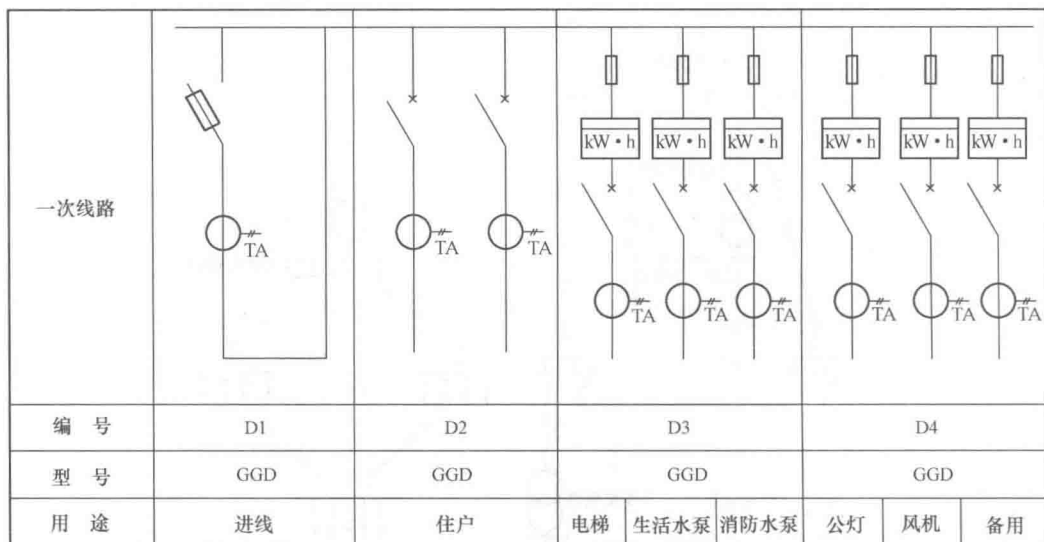 一次线路
TA
TA
TA
kW·h
kW·h
kW·h
TA
TA
TA
kW·h
kW·h
kW·h
TA
TA
TA
编 号
D1
D2
D3
D4
型 号
GGD
GGD
GGD
GGD
用 途
进线
住户
电梯
生活水泵
消防水泵
公灯
风机
备用